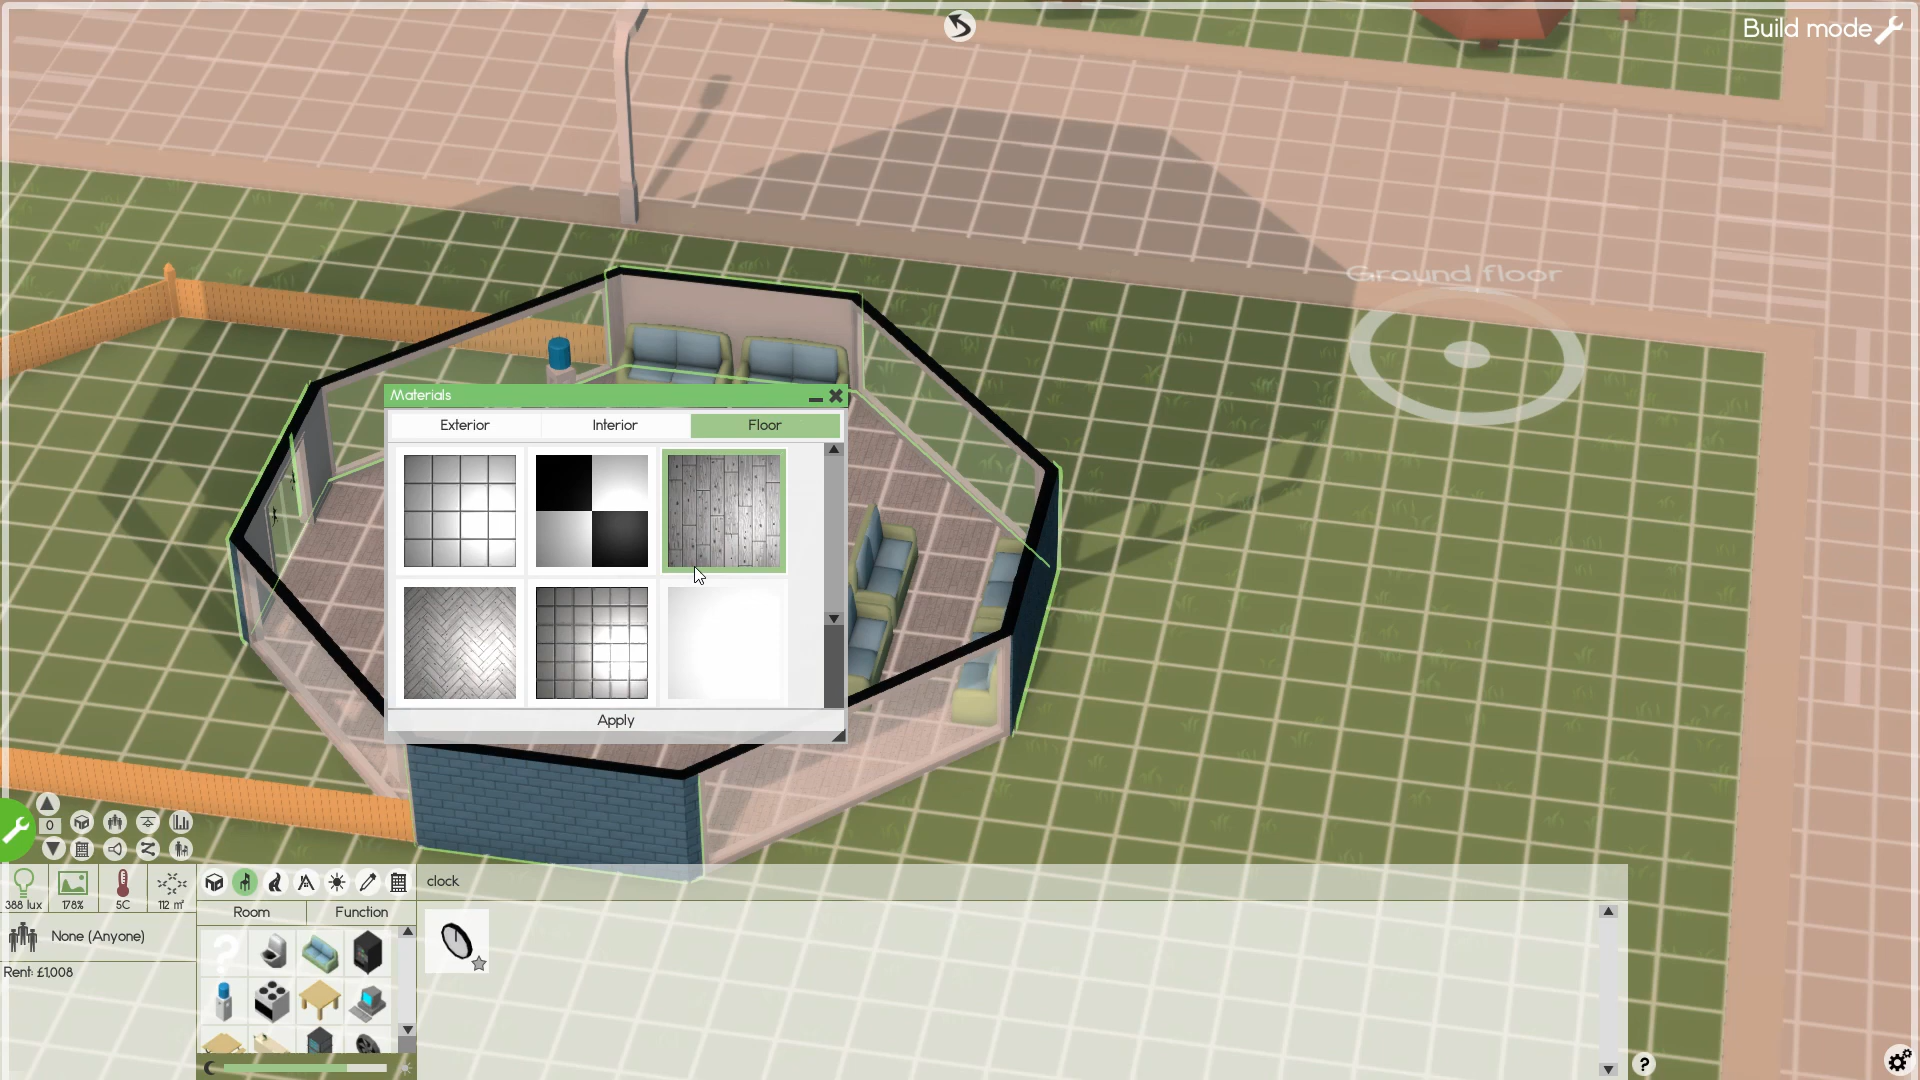 Build mode
Ground floor
Materials
Exterior
Interior
Floor
Apply
0
388 lux
178%
5C
112 m²
clock
Room
Function
None (Anyone)
Rent: £1,008
?
?